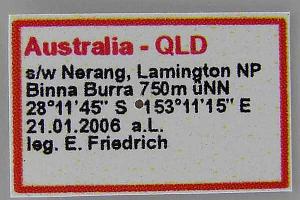 Australia - QLD
s/w Nerang, Lamington NP
Binna Burra 750m üNN
28°11'45" S 153°11'15" E
21.01.2006 a.L.
leg. E. Friedrich